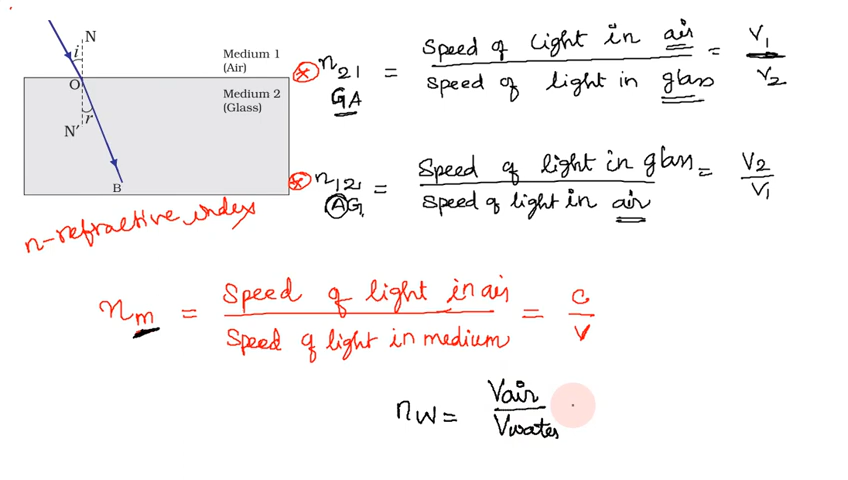 N
i
Medium 1
(Air)
O
Medium 2
(Glass)
r
N'
B
n-refractive index
n21 = Speed of light in air / Speed of light in glass = V1 / V2
GA
n12 = Speed of light in glass / Speed of light in air = V2 / V1
AG
nm = Speed of light in air / Speed of light in medium = c / v
nw = Vair / Vwater